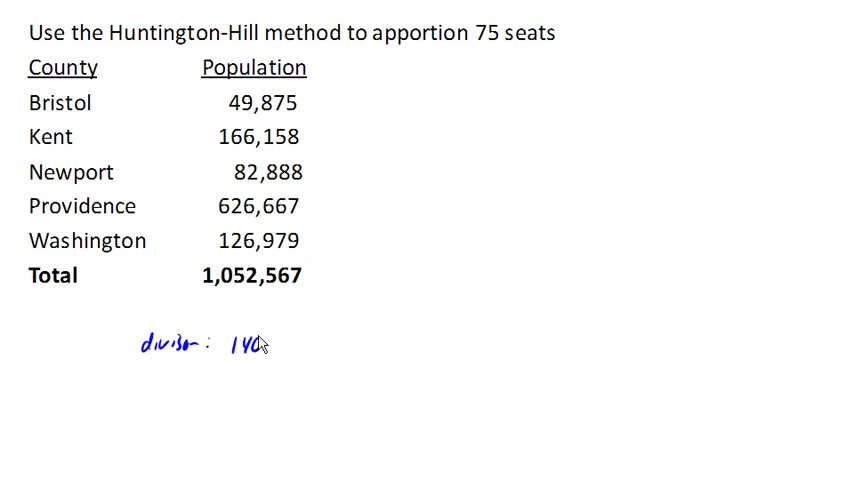 Use the Huntington-Hill method to apportion 75 seats
County Population
Bristol 49,875
Kent 166,158
Newport 82,888
Providence 626,667
Washington 126,979
Total 1,052,567
divisor: 140